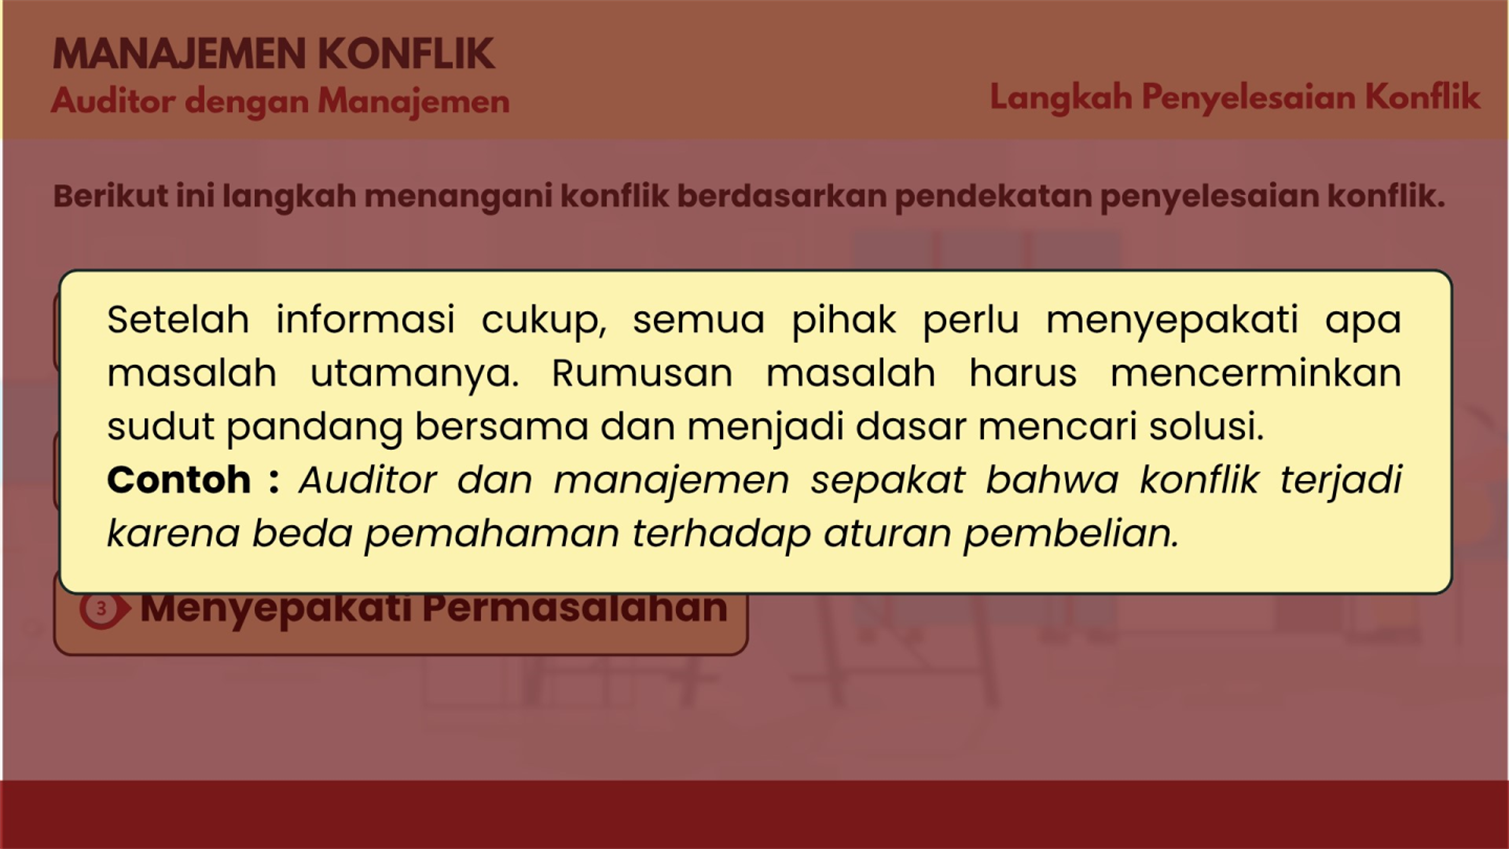 MANAJEMEN KONFLIK
Auditor dengan Manajemen
Langkah Penyelesaian Konflik
Berikut ini langkah menangani konflik berdasarkan pendekatan penyelesaian konflik.
Setelah informasi cukup, semua pihak perlu menyepakati apa
masalah utamanya. Rumusan masalah harus mencerminkan
sudut pandang bersama dan menjadi dasar mencari solusi.
Contoh : Auditor dan manajemen sepakat bahwa konflik terjadi
karena beda pemahaman terhadap aturan pembelian.
3 Menyepakati Permasalahan